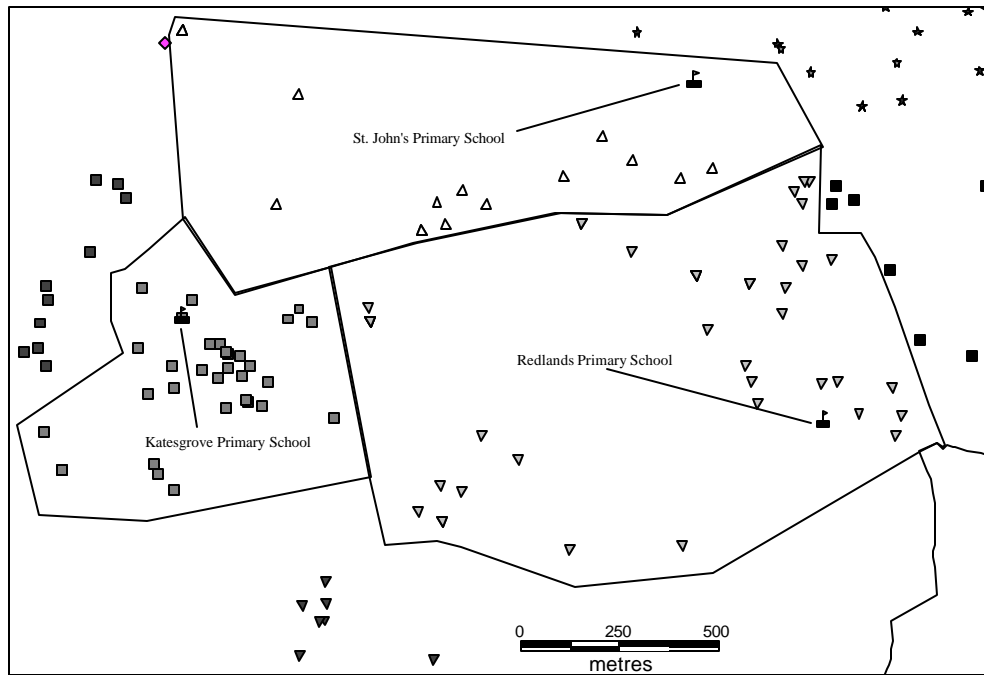 St. John's Primary School
Redlands Primary School
Katesgrove Primary School
0 250 500
metres